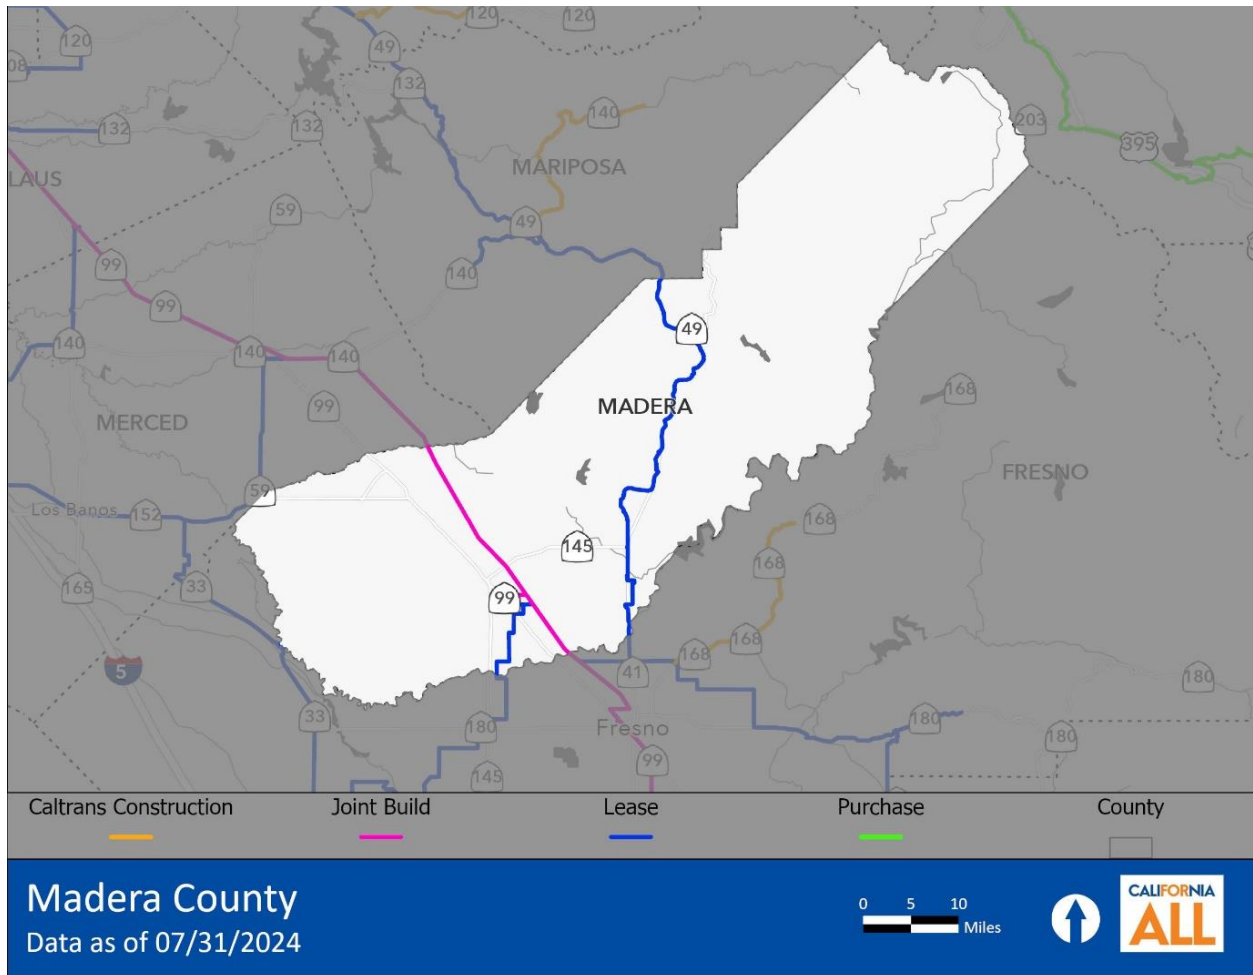 120
120
120
49
08
132
140
132
132
203
395
MARIPOSA
LAUS
59
49
99
140
99
49
140
140
140
99
168
MADERA
MERCED
FRESNO
59
Los Banos
152
168
145
168
165
33
99
168
168
5
41
180
33
180
180
Fresno
180
99
145
Caltrans Construction
Joint Build
Lease
Purchase
County
Madera County
Data as of 07/31/2024
0 5 10
Miles
CALIFORNIA
ALL